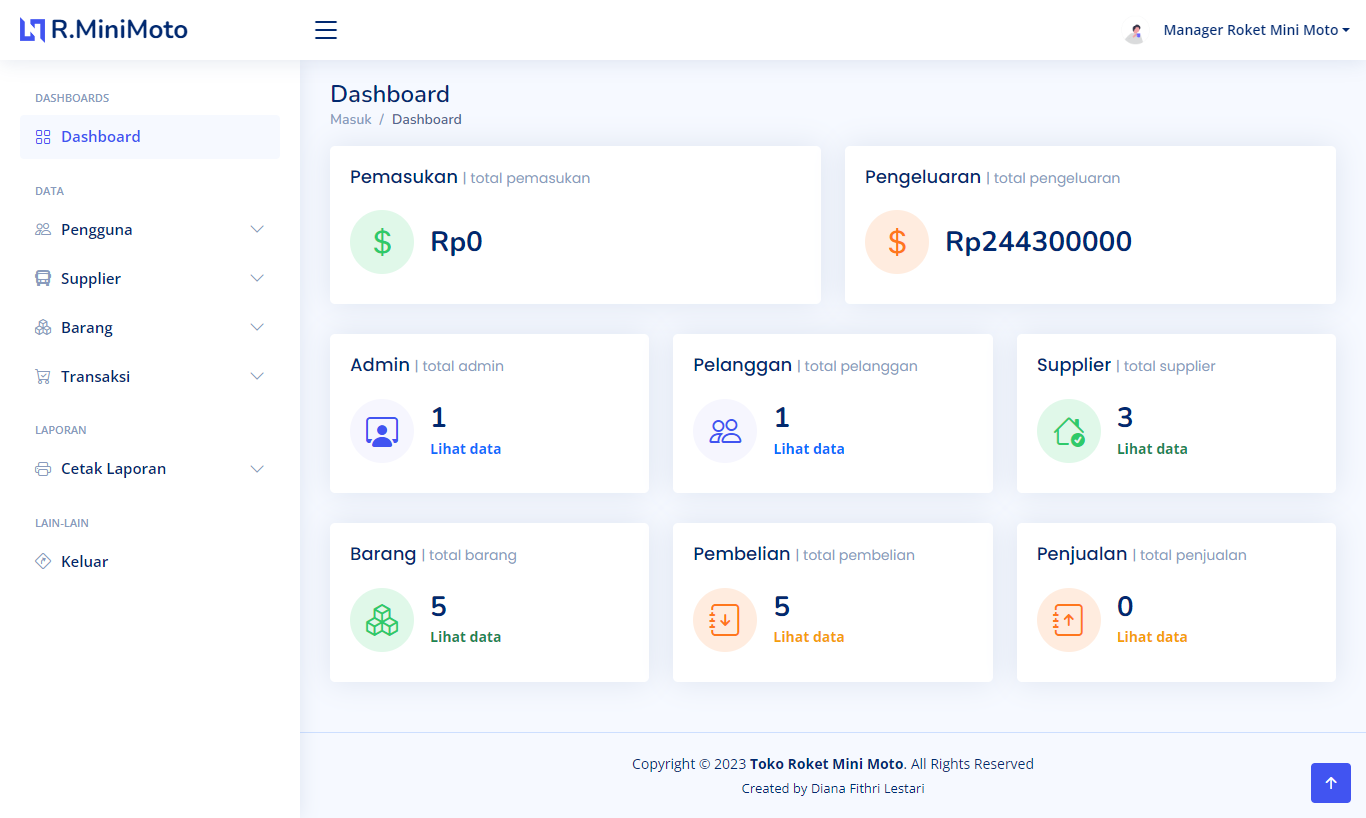 R.MiniMoto
Manager Roket Mini Moto
DASHBOARDS
Dashboard
DATA
Pengguna
Supplier
Barang
Transaksi
LAPORAN
Cetak Laporan
LAIN-LAIN
Keluar
Dashboard
Masuk / Dashboard
Pemasukan | total pemasukan
$ Rp0
Pengeluaran | total pengeluaran
$ Rp244300000
Admin | total admin
1
Lihat data
Pelanggan | total pelanggan
1
Lihat data
Supplier | total supplier
3
Lihat data
Barang | total barang
5
Lihat data
Pembelian | total pembelian
5
Lihat data
Penjualan | total penjualan
0
Lihat data
Copyright © 2023 Toko Roket Mini Moto. All Rights Reserved
Created by Diana Fithri Lestari